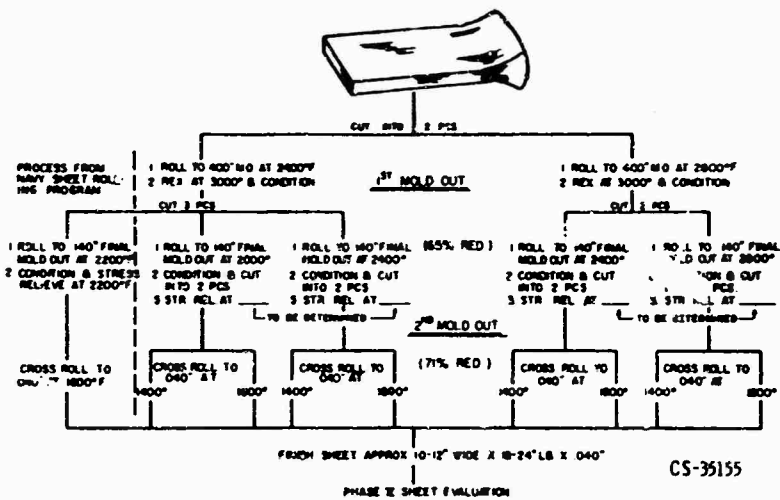 CUT INTO 2 PCS
PROCESS FROM
NAVY SHEET ROLL-
ING PROGRAM
1 ROLL TO 400" MO AT 2400°F
2 REX AT 3000° & CONDITION
1ST MOLD OUT
1 ROLL TO 400" MO AT 2800°F
2 REX AT 3000° & CONDITION
CUT 3 PCS
CUT 2 PCS
1 ROLL TO 140" FINAL
MOLD OUT AT 2200°F
2 CONDITION & STRESS
RELIEVE AT 2200°F
1 ROLL TO 140" FINAL
MOLD OUT AT 2000°
2 CONDITION & CUT
INTO 2 PCS
3 STR REL AT
1 ROLL TO 140" FINAL
MOLD OUT AT 2400°
2 CONDITION & CUT
INTO 2 PCS
3 STR REL AT
TO BE DETERMINED
(65% RED)
1 ROLL TO 140" FINAL
MOLD OUT AT 2400°
2 CONDITION & CUT
INTO 2 PCS
3 STR REL AT
1 ROLL TO 140" FINAL
OUT AT
& CUT
PCS.
3 STR REL AT
TO BE DETERMINED
2ND MOLD OUT
(71% RED)
CROSS ROLL TO
040" 1800°F
CROSS ROLL TO
040" AT
1400° 1800°
CROSS ROLL TO
040" AT
1400° 1800°
CROSS ROLL TO
040" AT
1400° 1800°
CROSS ROLL TO
040" AT
1400° 1800°
FINISH SHEET APPROX 10-12" WIDE X 18-24" LG X .040"
CS-35155
PHASE II SHEET EVALUATION